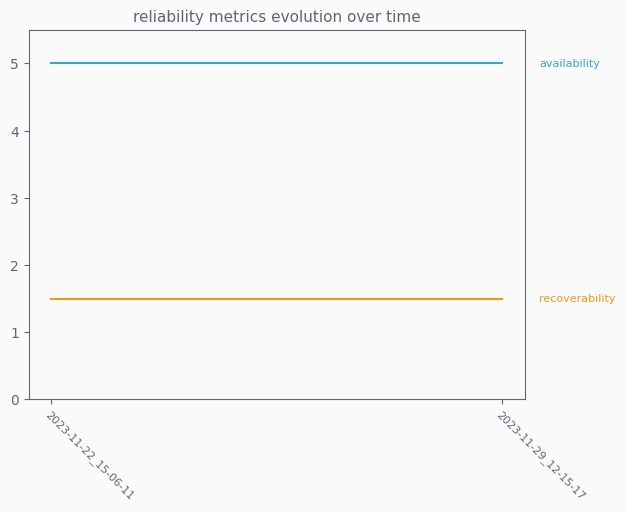 reliability metrics evolution over time
5
4
3
2
1
0
availability
recoverability
2023-11-22_15-06-11
2023-11-29_12-15-17